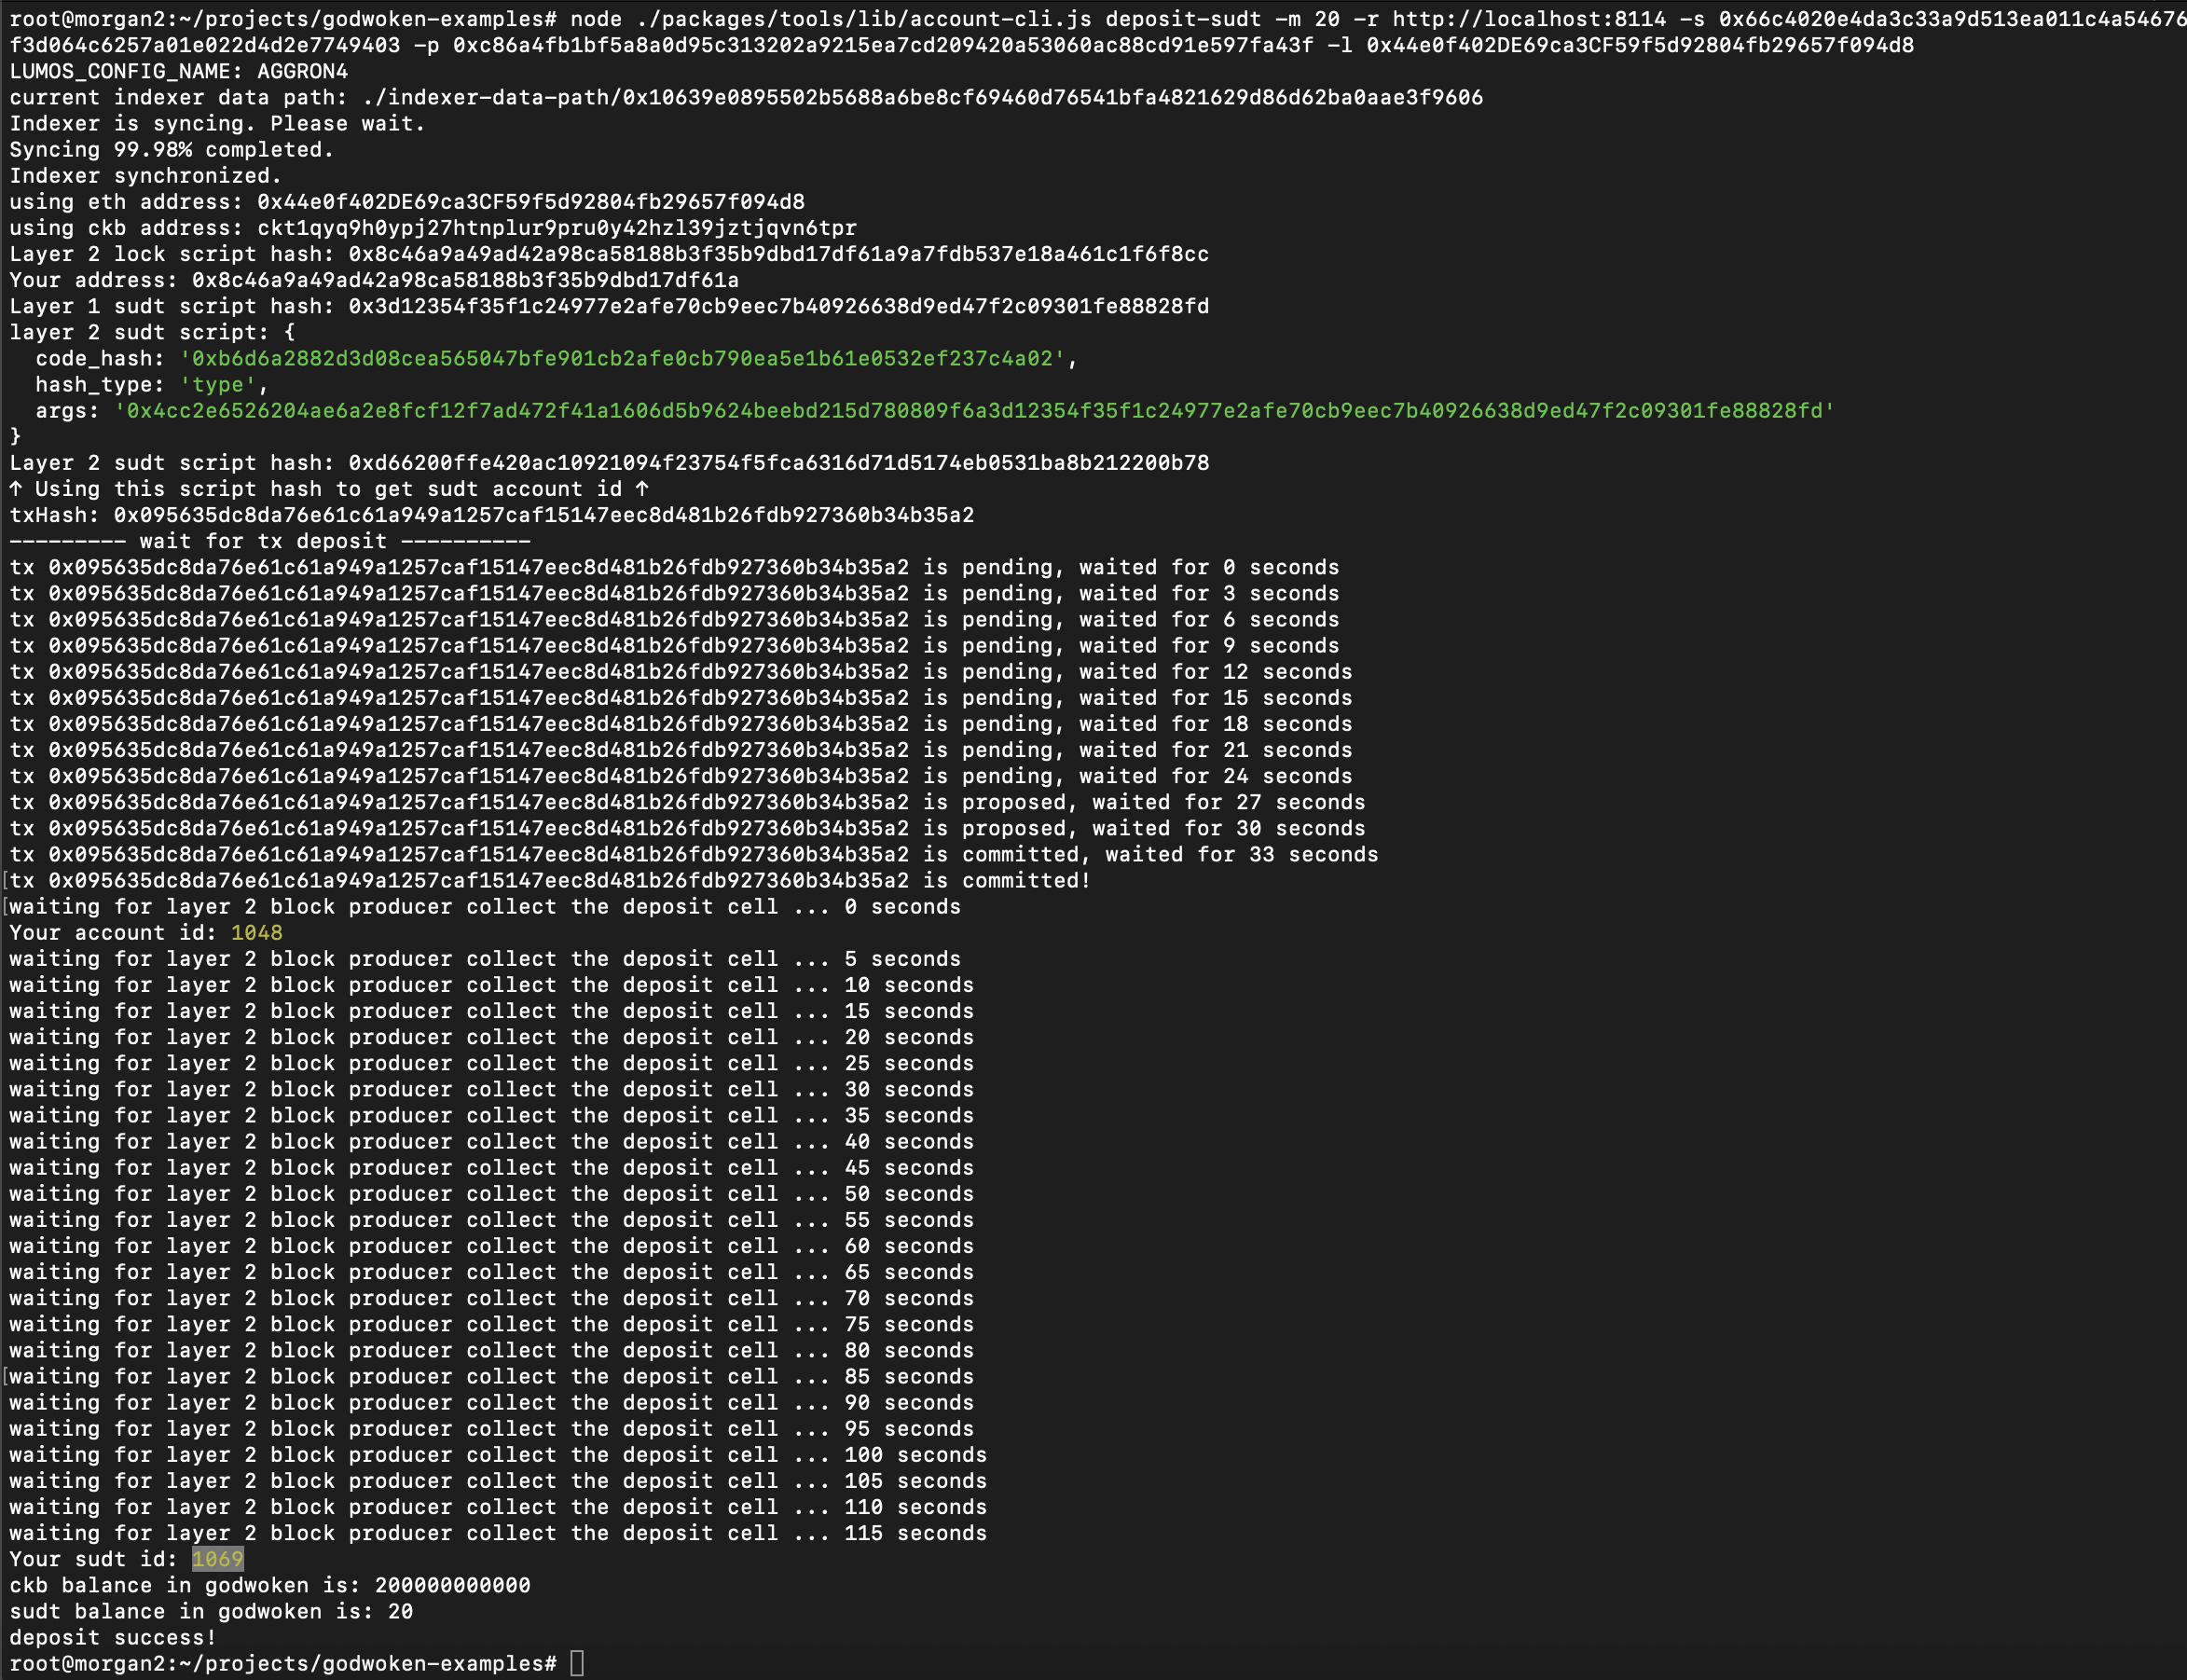 root@morgan2:~/projects/godwoken-examples# node ./packages/tools/lib/account-cli.js deposit-sudt -m 20 -r http://localhost:8114 -s 0x66c4020e4da3c33a9d513ea011c4a54676
f3d064c6257a01e022d4d2e7749403 -p 0xc86a4fb1bf5a8a0d95c313202a9215ea7cd209420a53060ac88cd91e597fa43f -l 0x44e0f402DE69ca3CF59f5d92804fb29657f094d8
LUMOS_CONFIG_NAME: AGGRON4
current indexer data path: ./indexer-data-path/0x10639e0895502b5688a6be8cf69460d76541bfa4821629d86d62ba0aae3f9606
Indexer is syncing. Please wait.
Syncing 99.98% completed.
Indexer synchronized.
using eth address: 0x44e0f402DE69ca3CF59f5d92804fb29657f094d8
using ckb address: ckt1qyq9h0ypj27htnplur9pru0y42hzl39jztjqvn6tpr
Layer 2 lock script hash: 0x8c46a9a49ad42a98ca58188b3f35b9dbd17df61a9a7fdb537e18a461c1f6f8cc
Your address: 0x8c46a9a49ad42a98ca58188b3f35b9dbd17df61a
Layer 1 sudt script hash: 0x3d12354f35f1c24977e2afe70cb9eec7b40926638d9ed47f2c09301fe88828fd
layer 2 sudt script: {
  code_hash: '0xb6d6a2882d3d08cea565047bfe901cb2afe0cb790ea5e1b61e0532ef237c4a02',
  hash_type: 'type',
  args: '0x4cc2e6526204ae6a2e8fcf12f7ad472f41a1606d5b9624beebd215d780809f6a3d12354f35f1c24977e2afe70cb9eec7b40926638d9ed47f2c09301fe88828fd'
}
Layer 2 sudt script hash: 0xd66200ffe420ac10921094f23754f5fca6316d71d5174eb0531ba8b212200b78
↑ Using this script hash to get sudt account id ↑
txHash: 0x095635dc8da76e61c61a949a1257caf15147eec8d481b26fdb927360b34b35a2
--------- wait for tx deposit ----------
tx 0x095635dc8da76e61c61a949a1257caf15147eec8d481b26fdb927360b34b35a2 is pending, waited for 0 seconds
tx 0x095635dc8da76e61c61a949a1257caf15147eec8d481b26fdb927360b34b35a2 is pending, waited for 3 seconds
tx 0x095635dc8da76e61c61a949a1257caf15147eec8d481b26fdb927360b34b35a2 is pending, waited for 6 seconds
tx 0x095635dc8da76e61c61a949a1257caf15147eec8d481b26fdb927360b34b35a2 is pending, waited for 9 seconds
tx 0x095635dc8da76e61c61a949a1257caf15147eec8d481b26fdb927360b34b35a2 is pending, waited for 12 seconds
tx 0x095635dc8da76e61c61a949a1257caf15147eec8d481b26fdb927360b34b35a2 is pending, waited for 15 seconds
tx 0x095635dc8da76e61c61a949a1257caf15147eec8d481b26fdb927360b34b35a2 is pending, waited for 18 seconds
tx 0x095635dc8da76e61c61a949a1257caf15147eec8d481b26fdb927360b34b35a2 is pending, waited for 21 seconds
tx 0x095635dc8da76e61c61a949a1257caf15147eec8d481b26fdb927360b34b35a2 is pending, waited for 24 seconds
tx 0x095635dc8da76e61c61a949a1257caf15147eec8d481b26fdb927360b34b35a2 is proposed, waited for 27 seconds
tx 0x095635dc8da76e61c61a949a1257caf15147eec8d481b26fdb927360b34b35a2 is proposed, waited for 30 seconds
tx 0x095635dc8da76e61c61a949a1257caf15147eec8d481b26fdb927360b34b35a2 is committed, waited for 33 seconds
tx 0x095635dc8da76e61c61a949a1257caf15147eec8d481b26fdb927360b34b35a2 is committed!
waiting for layer 2 block producer collect the deposit cell ... 0 seconds
Your account id: 1048
waiting for layer 2 block producer collect the deposit cell ... 5 seconds
waiting for layer 2 block producer collect the deposit cell ... 10 seconds
waiting for layer 2 block producer collect the deposit cell ... 15 seconds
waiting for layer 2 block producer collect the deposit cell ... 20 seconds
waiting for layer 2 block producer collect the deposit cell ... 25 seconds
waiting for layer 2 block producer collect the deposit cell ... 30 seconds
waiting for layer 2 block producer collect the deposit cell ... 35 seconds
waiting for layer 2 block producer collect the deposit cell ... 40 seconds
waiting for layer 2 block producer collect the deposit cell ... 45 seconds
waiting for layer 2 block producer collect the deposit cell ... 50 seconds
waiting for layer 2 block producer collect the deposit cell ... 55 seconds
waiting for layer 2 block producer collect the deposit cell ... 60 seconds
waiting for layer 2 block producer collect the deposit cell ... 65 seconds
waiting for layer 2 block producer collect the deposit cell ... 70 seconds
waiting for layer 2 block producer collect the deposit cell ... 75 seconds
waiting for layer 2 block producer collect the deposit cell ... 80 seconds
waiting for layer 2 block producer collect the deposit cell ... 85 seconds
waiting for layer 2 block producer collect the deposit cell ... 90 seconds
waiting for layer 2 block producer collect the deposit cell ... 95 seconds
waiting for layer 2 block producer collect the deposit cell ... 100 seconds
waiting for layer 2 block producer collect the deposit cell ... 105 seconds
waiting for layer 2 block producer collect the deposit cell ... 110 seconds
waiting for layer 2 block producer collect the deposit cell ... 115 seconds
Your sudt id: 1069
ckb balance in godwoken is: 200000000000
sudt balance in godwoken is: 20
deposit success!
root@morgan2:~/projects/godwoken-examples#